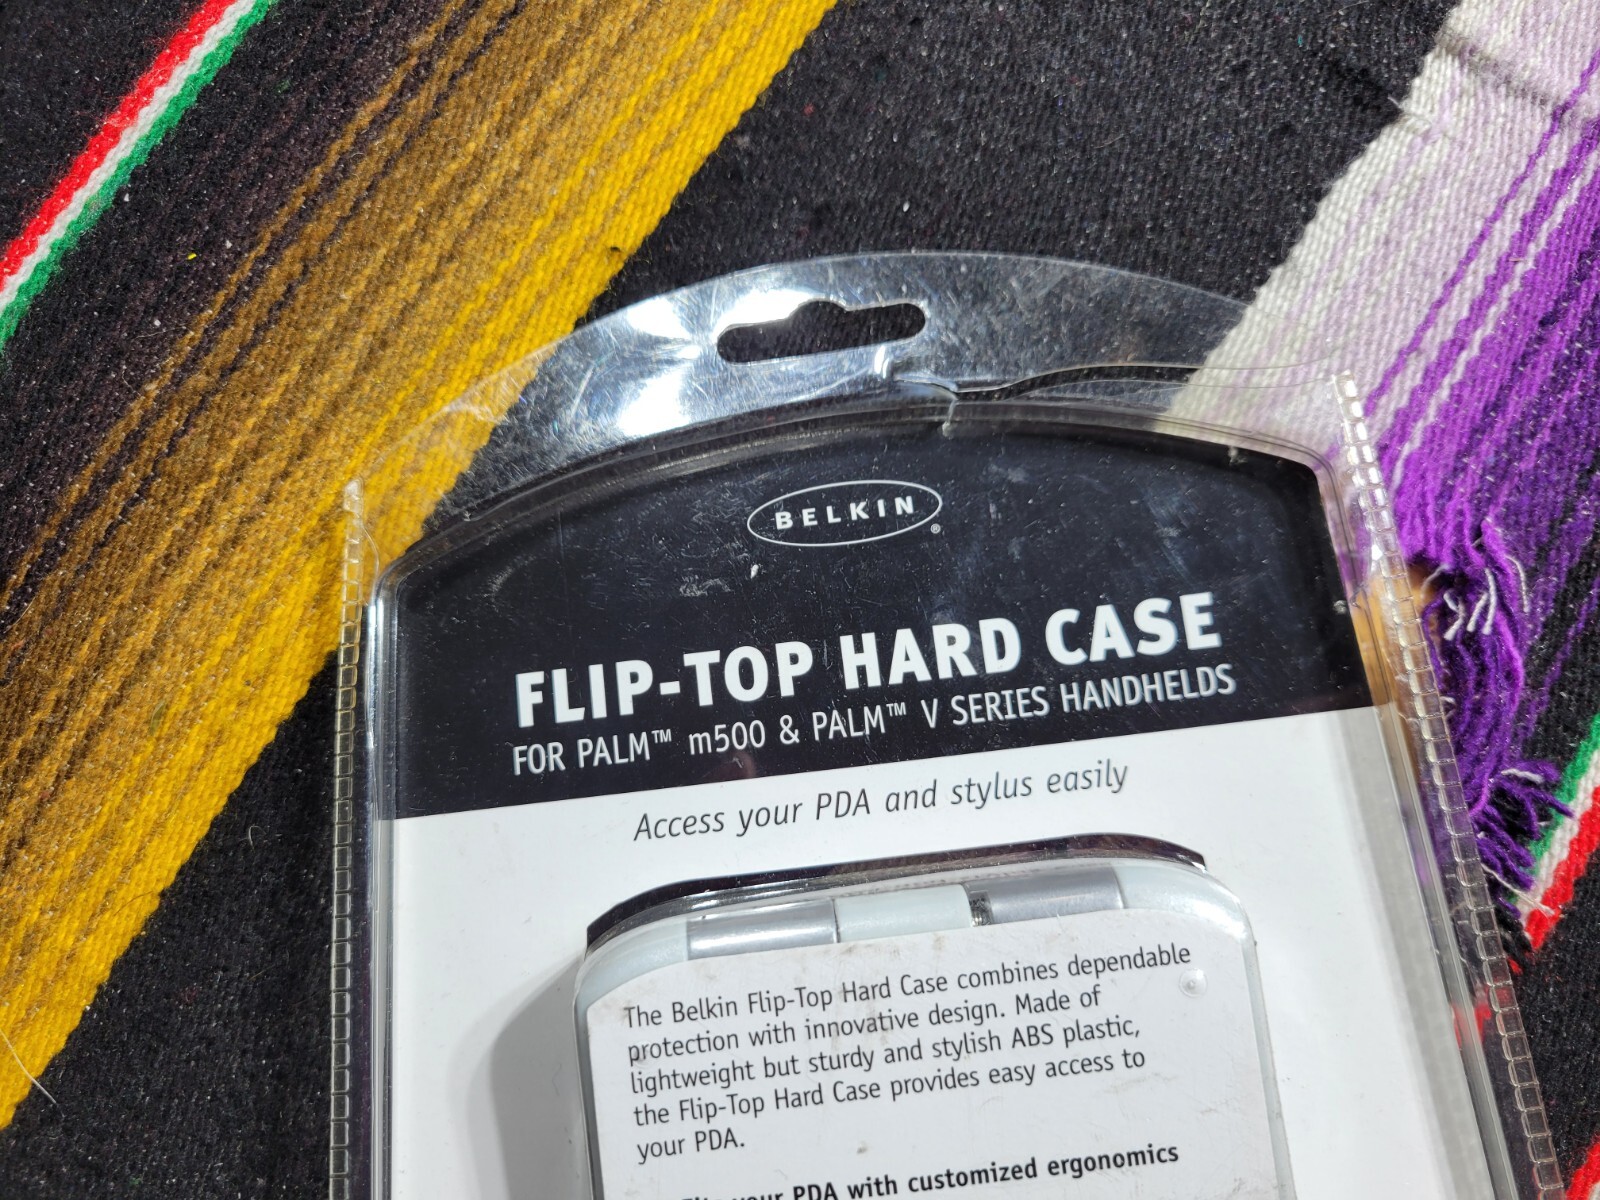 BELKIN®
FLIP-TOP HARD CASE
FOR PALM™ m500 & PALM™ V SERIES HANDHELDS
Access your PDA and stylus easily
The Belkin Flip-Top Hard Case combines dependable
protection with innovative design. Made of
lightweight but sturdy and stylish ABS plastic,
the Flip-Top Hard Case provides easy access to
your PDA.
your PDA with customized ergonomics